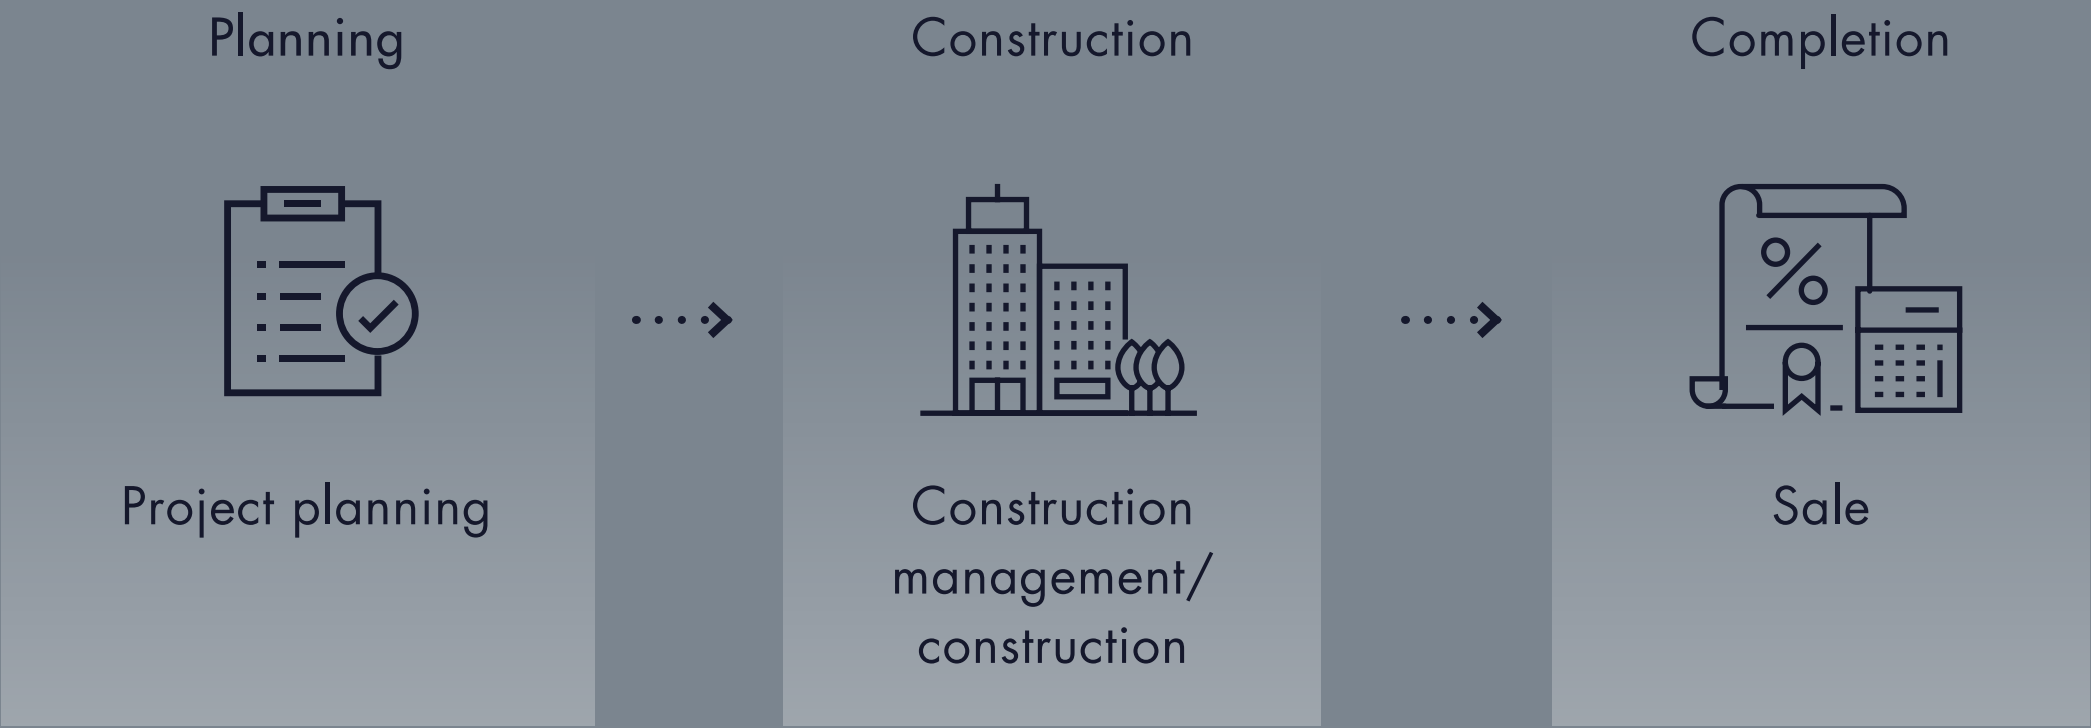 Planning
Construction
Completion
Project planning
Construction
management/
construction
Sale